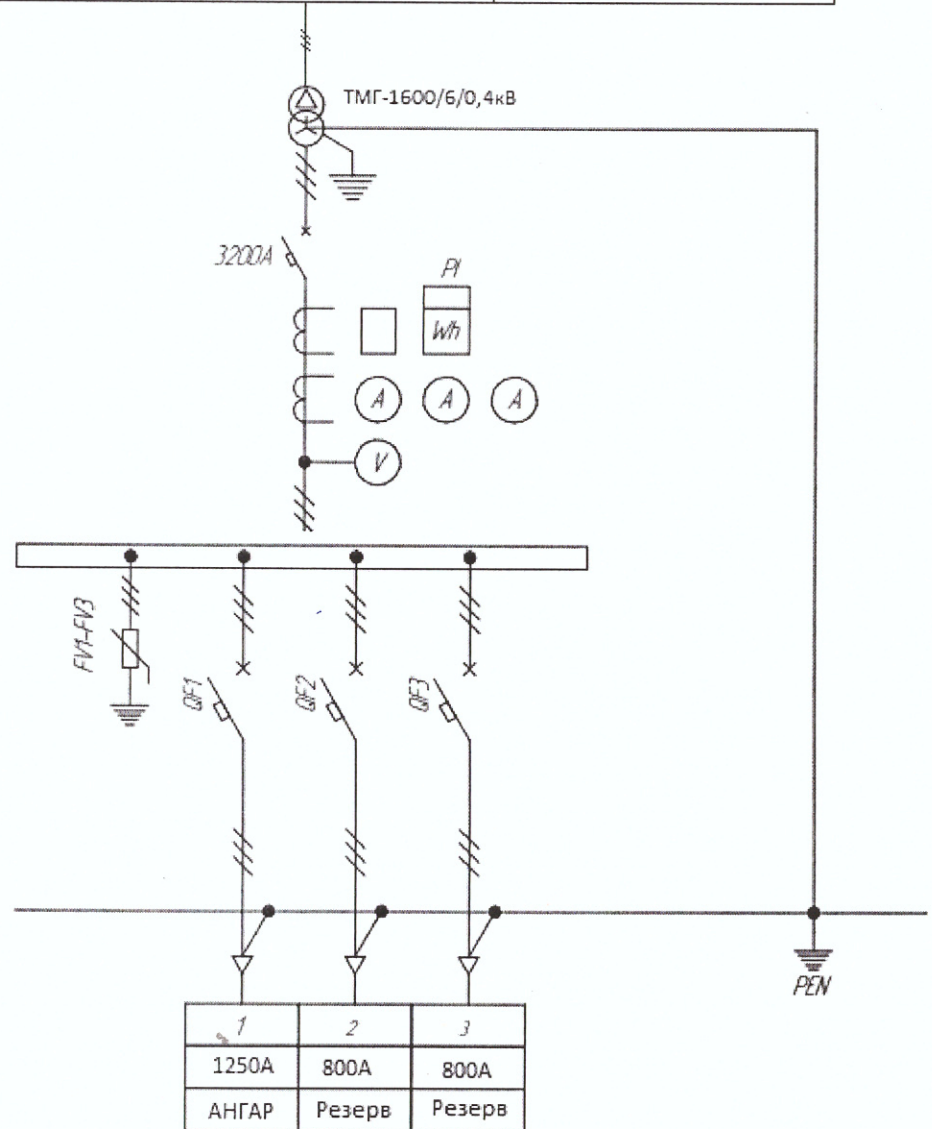 ТМГ-1600/6/0,4кВ
3200А
PI
Wh
A A A
V
FV1-FV3
QF1 QF2 QF3
PEN
1 2 3
1250А 800А 800А
АНГАР Резерв Резерв